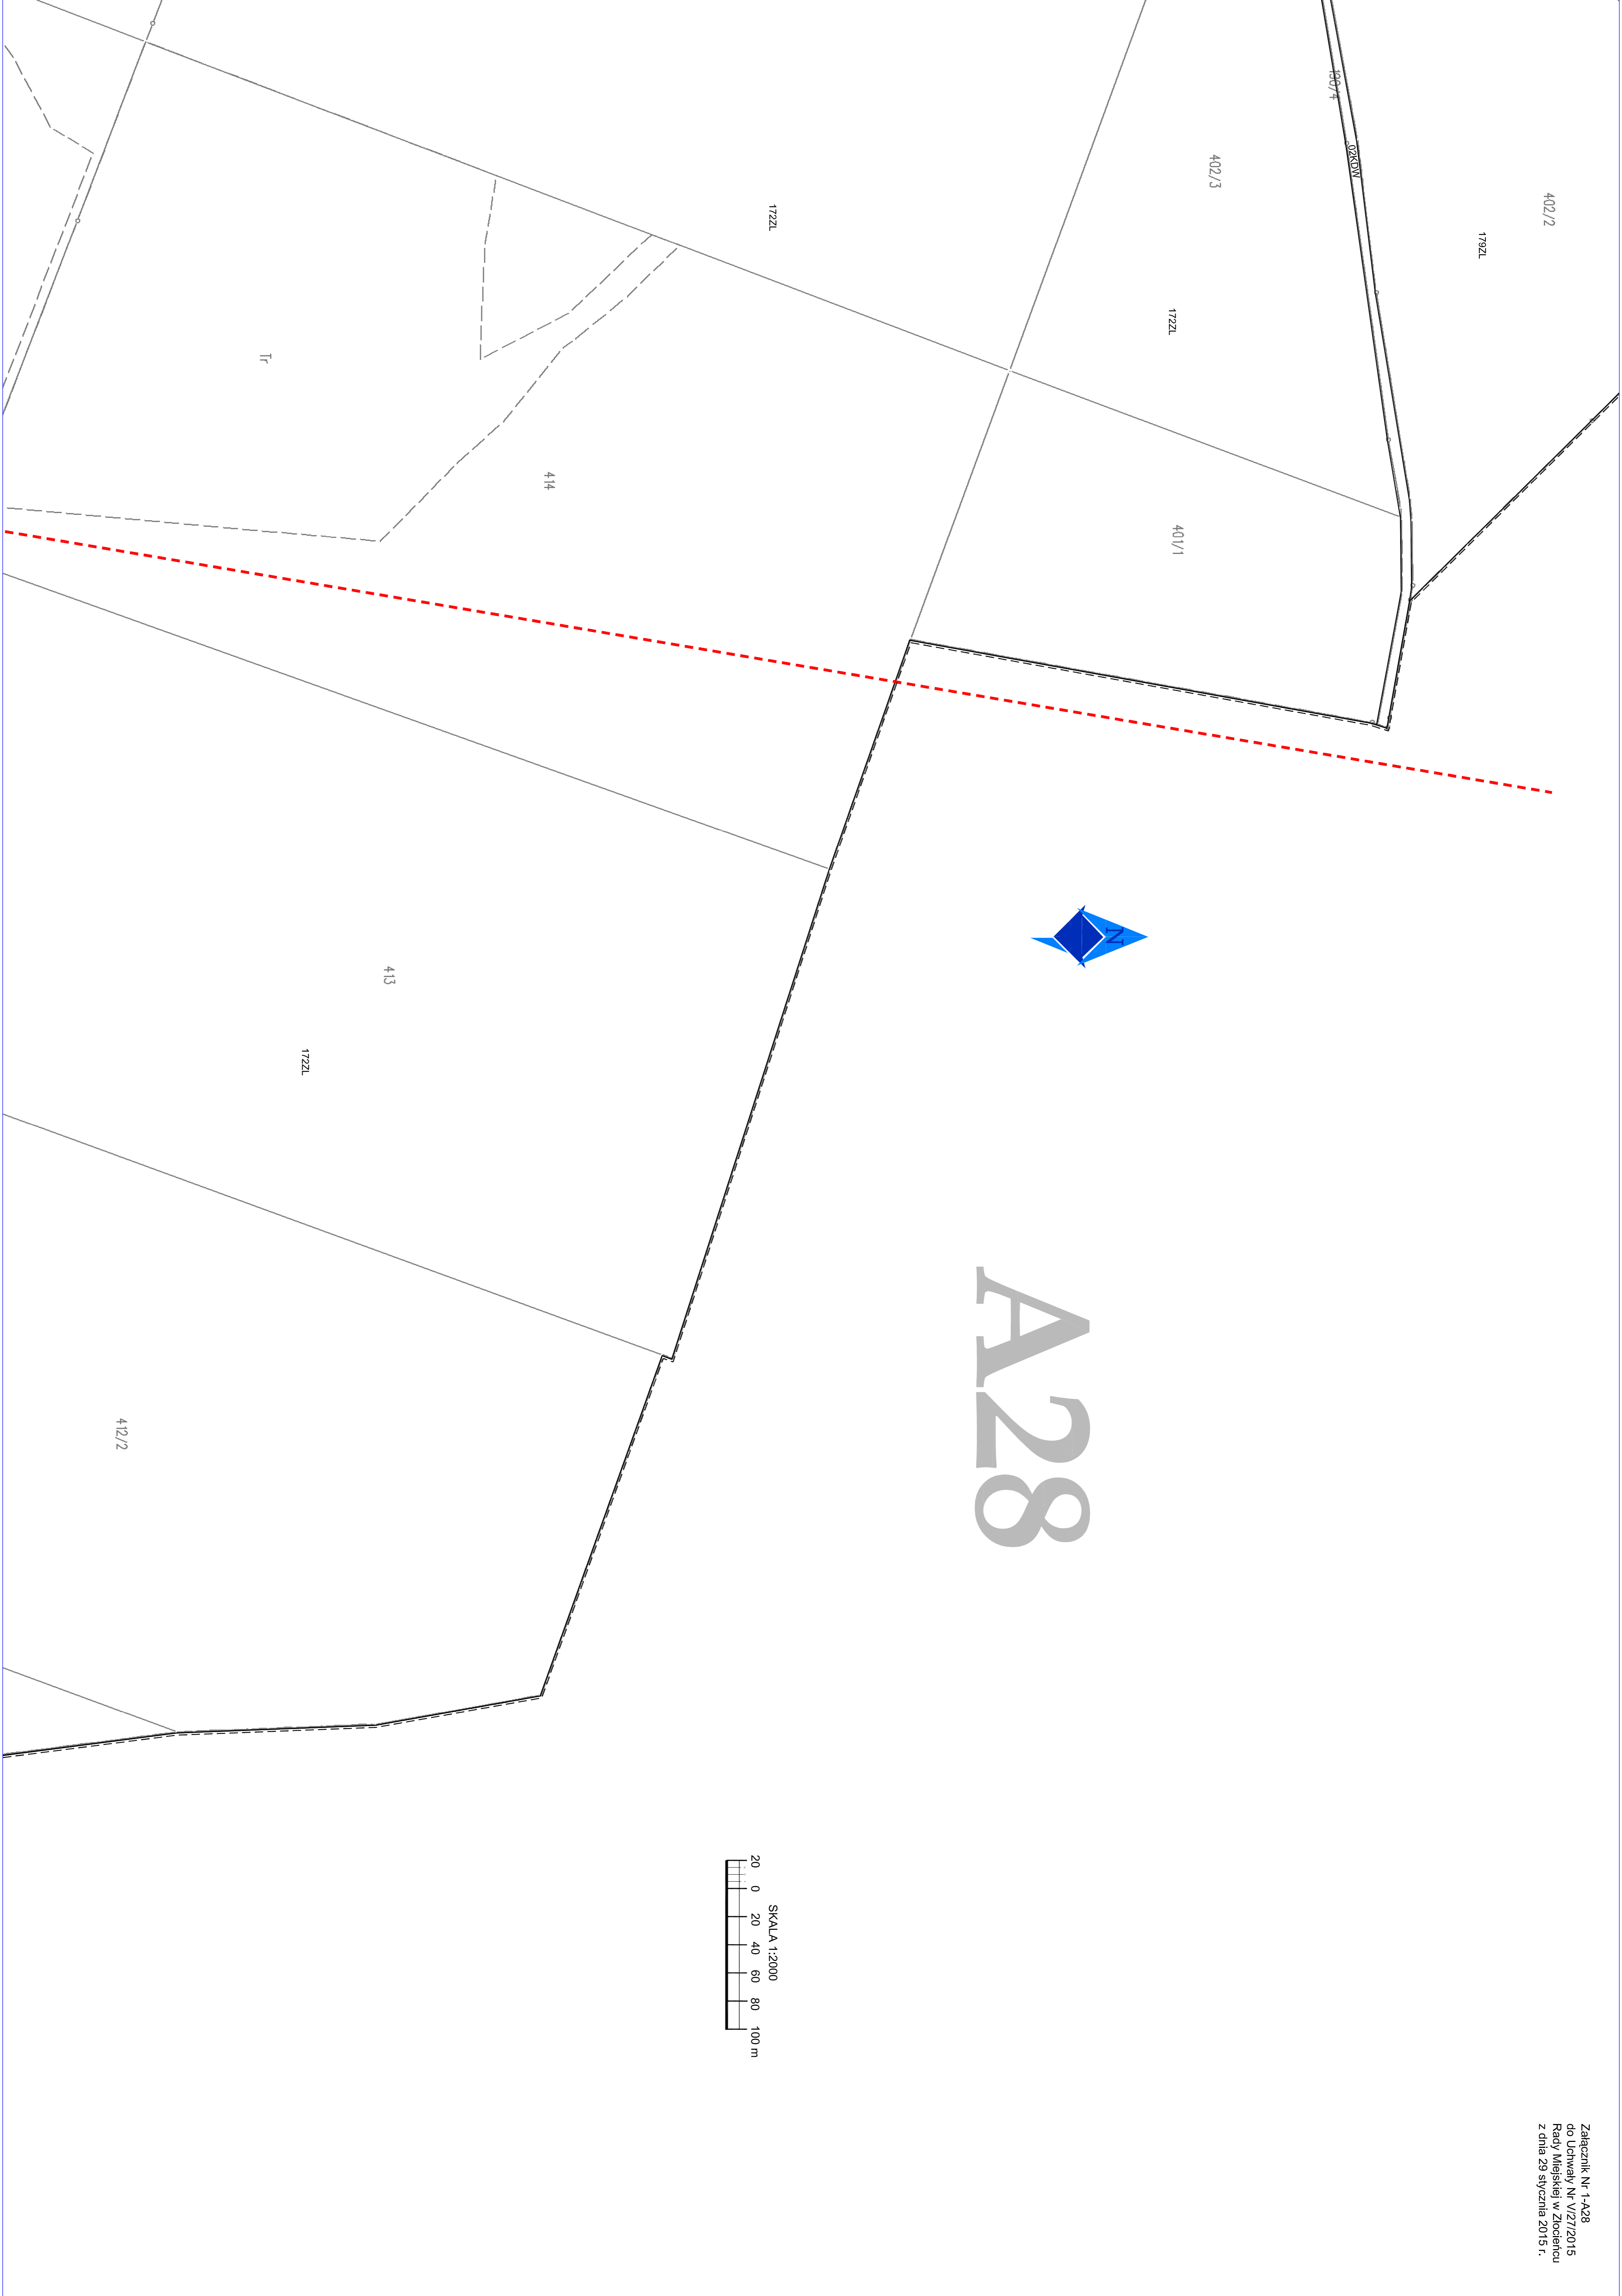 Załącznik Nr 1-A28
do Uchwały Nr V/27/2015
Rady Miejskiej w Złocieńcu
z dnia 29 stycznia 2015 r.
402/2
179ZL
02KDW
190/4
402/3
172ZL
401/1
N
A28
172ZL
SKALA 1:2000
20 0 20 40 60 80 100 m
414
Tr
413
172ZL
412/2